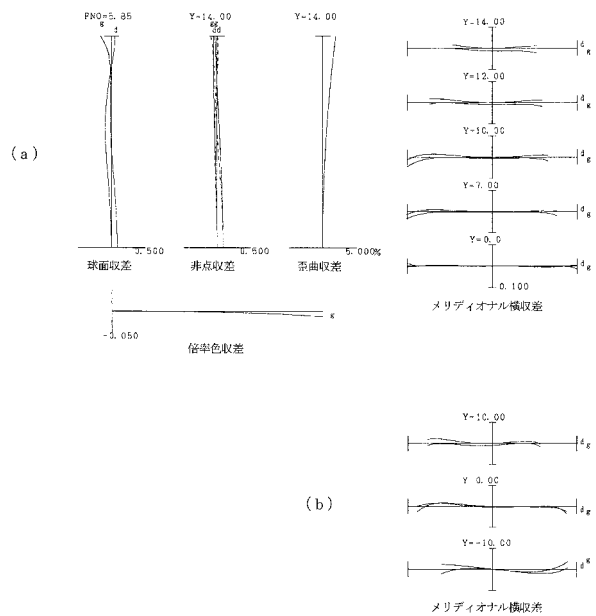 (a)
FNO=5.85
g
d
0.500
球面収差
Y=14.00
gg
dd
0.500
非点収差
Y=14.00
5.000%
歪曲収差
-0.050
g
倍率色収差
Y=14.00
d
g
Y=12.00
d
g
Y=10.00
d
g
Y=7.00
d
g
Y=0.0
d
g
0.100
メリディオナル横収差
(b)
Y=10.00
d
g
Y 0.00
d
g
Y=-10.00
g
d
メリディオナル横収差